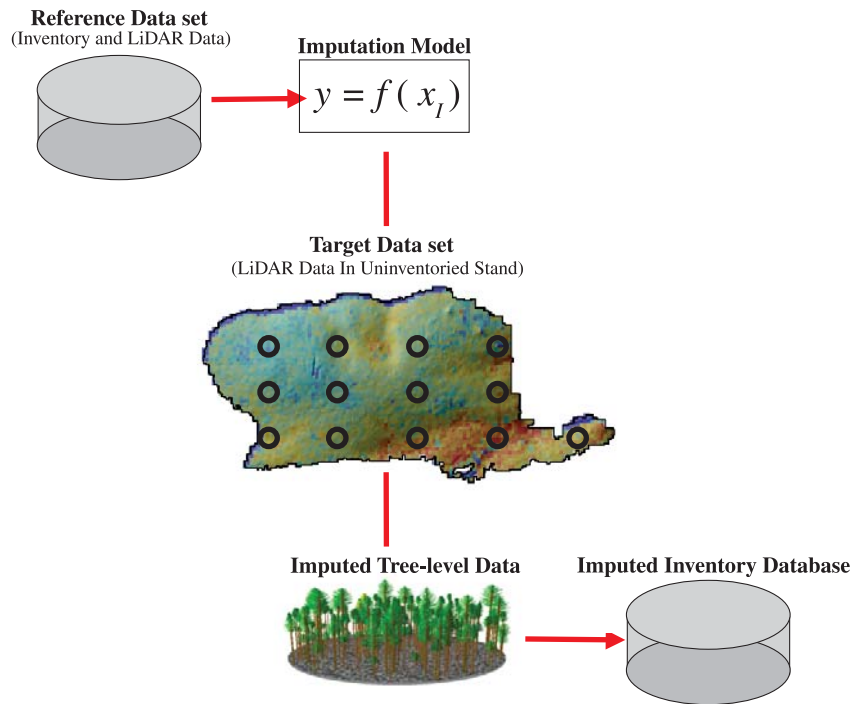 Reference Data set
(Inventory and LiDAR Data)
Imputation Model
y = f ( x_I )
Target Data set
(LiDAR Data In Uninventoried Stand)
Imputed Tree-level Data
Imputed Inventory Database